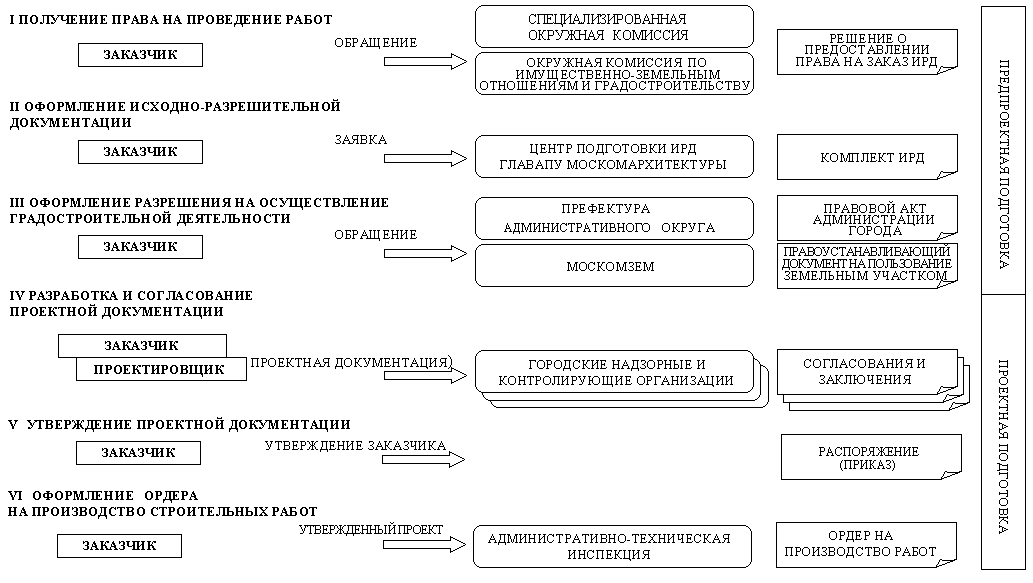 I ПОЛУЧЕНИЕ ПРАВА НА ПРОВЕДЕНИЕ РАБОТ
ЗАКАЗЧИК
ОБРАЩЕНИЕ
СПЕЦИАЛИЗИРОВАННАЯ
ОКРУЖНАЯ КОМИССИЯ
ОКРУЖНАЯ КОМИССИЯ ПО
ИМУЩЕСТВЕННО-ЗЕМЕЛЬНЫМ
ОТНОШЕНИЯМ И ГРАДОСТРОИТЕЛЬСТВУ
РЕШЕНИЕ О
ПРЕДОСТАВЛЕНИИ
ПРАВА НА ЗАКАЗ ИРД
II ОФОРМЛЕНИЕ ИСХОДНО-РАЗРЕШИТЕЛЬНОЙ
ДОКУМЕНТАЦИИ
ЗАКАЗЧИК
ЗАЯВКА
ЦЕНТР ПОДГОТОВКИ ИРД
ГЛАВАПУ МОСКОМАРХИТЕКТУРЫ
КОМПЛЕКТ ИРД
III ОФОРМЛЕНИЕ РАЗРЕШЕНИЯ НА ОСУЩЕСТВЛЕНИЕ
ГРАДОСТРОИТЕЛЬНОЙ ДЕЯТЕЛЬНОСТИ
ЗАКАЗЧИК
ОБРАЩЕНИЕ
ПРЕФЕКТУРА
АДМИНИСТРАТИВНОГО ОКРУГА
МОСКОМЗЕМ
ПРАВОВОЙ АКТ
АДМИНИСТРАЦИИ
ГОРОДА
ПРАВОУСТАНАВЛИВАЮЩИЙ
ДОКУМЕНТ НА ПОЛЬЗОВАНИЕ
ЗЕМЕЛЬНЫМ УЧАСТКОМ
ПРЕДПРОЕКТНАЯ ПОДГОТОВКА
IV РАЗРАБОТКА И СОГЛАСОВАНИЕ
ПРОЕКТНОЙ ДОКУМЕНТАЦИИ
ЗАКАЗЧИК
ПРОЕКТИРОВЩИК
ПРОЕКТНАЯ ДОКУМЕНТАЦИЯ)
ГОРОДСКИЕ НАДЗОРНЫЕ И
КОНТРОЛИРУЮЩИЕ ОРГАНИЗАЦИИ
СОГЛАСОВАНИЯ И
ЗАКЛЮЧЕНИЯ
V УТВЕРЖДЕНИЕ ПРОЕКТНОЙ ДОКУМЕНТАЦИИ
ЗАКАЗЧИК
УТВЕРЖДЕНИЕ ЗАКАЗЧИКА
РАСПОРЯЖЕНИЕ
(ПРИКАЗ)
VI ОФОРМЛЕНИЕ ОРДЕРА
НА ПРОИЗВОДСТВО СТРОИТЕЛЬНЫХ РАБОТ
ЗАКАЗЧИК
УТВЕРЖДЕННЫЙ ПРОЕКТ
АДМИНИСТРАТИВНО-ТЕХНИЧЕСКАЯ
ИНСПЕКЦИЯ
ОРДЕР НА
ПРОИЗВОДСТВО РАБОТ
ПРОЕКТНАЯ ПОДГОТОВКА